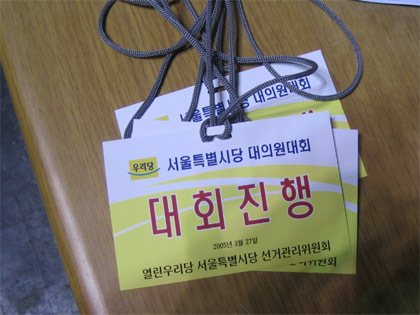 서울특별시당 대의원대회
우리당 서울특별시당 대의원대회
대회진행
2005년 3월 27일
열린우리당 서울특별시당 선거관리위원회